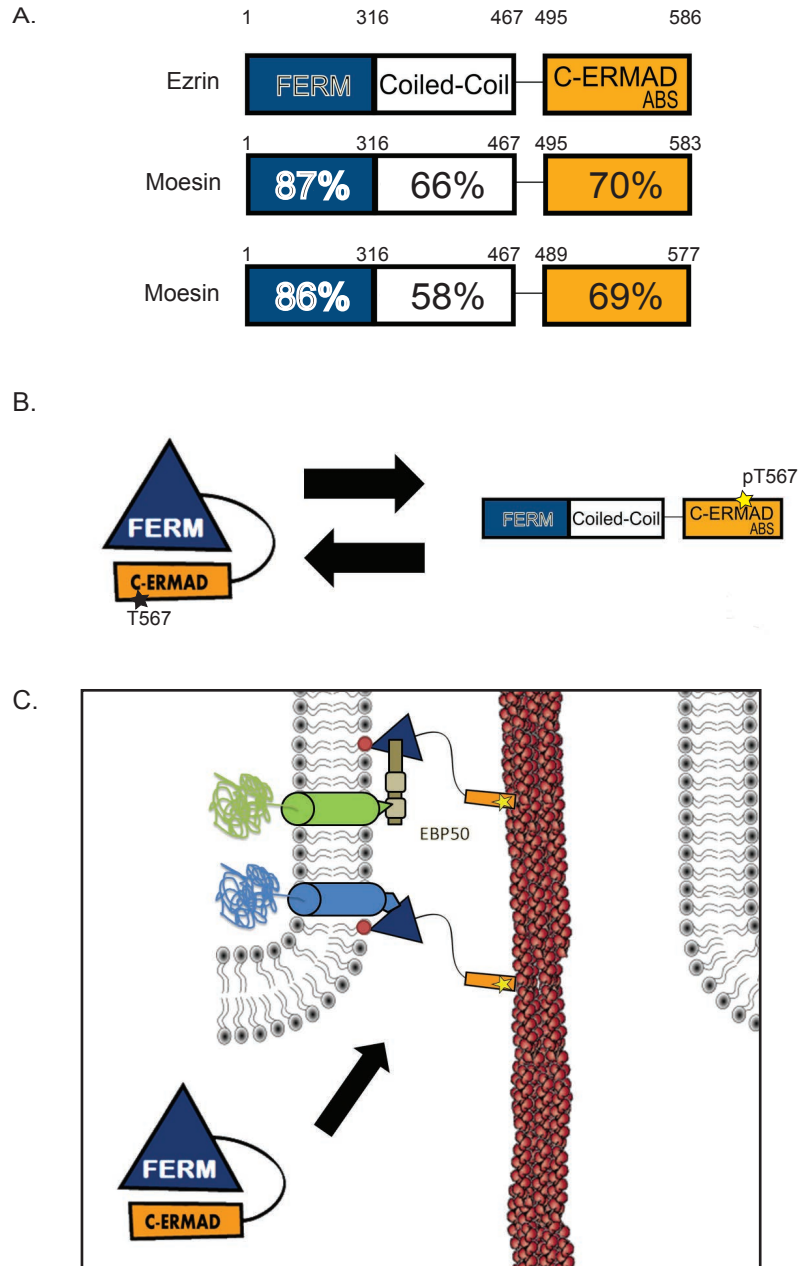 A.
1 316 467 495 586
Ezrin FERM Coiled-Coil C-ERMAD
ABS
1 316 467 495 583
Moesin 87% 66% 70%
1 316 467 489 577
Moesin 86% 58% 69%
B.
pT567
FERM FERM Coiled-Coil C-ERMAD
ABS
C-ERMAD
T567
C.
EBP50
FERM
C-ERMAD